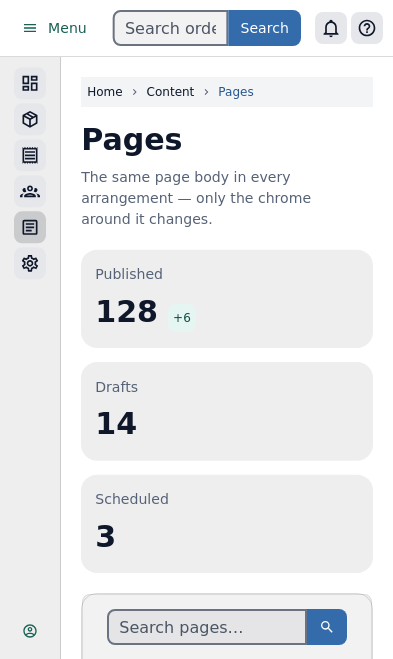 Menu
Search orde
Search
Home › Content › Pages
Pages
The same page body in every
arrangement — only the chrome
around it changes.
Published
128 +6
Drafts
14
Scheduled
3
Search pages...